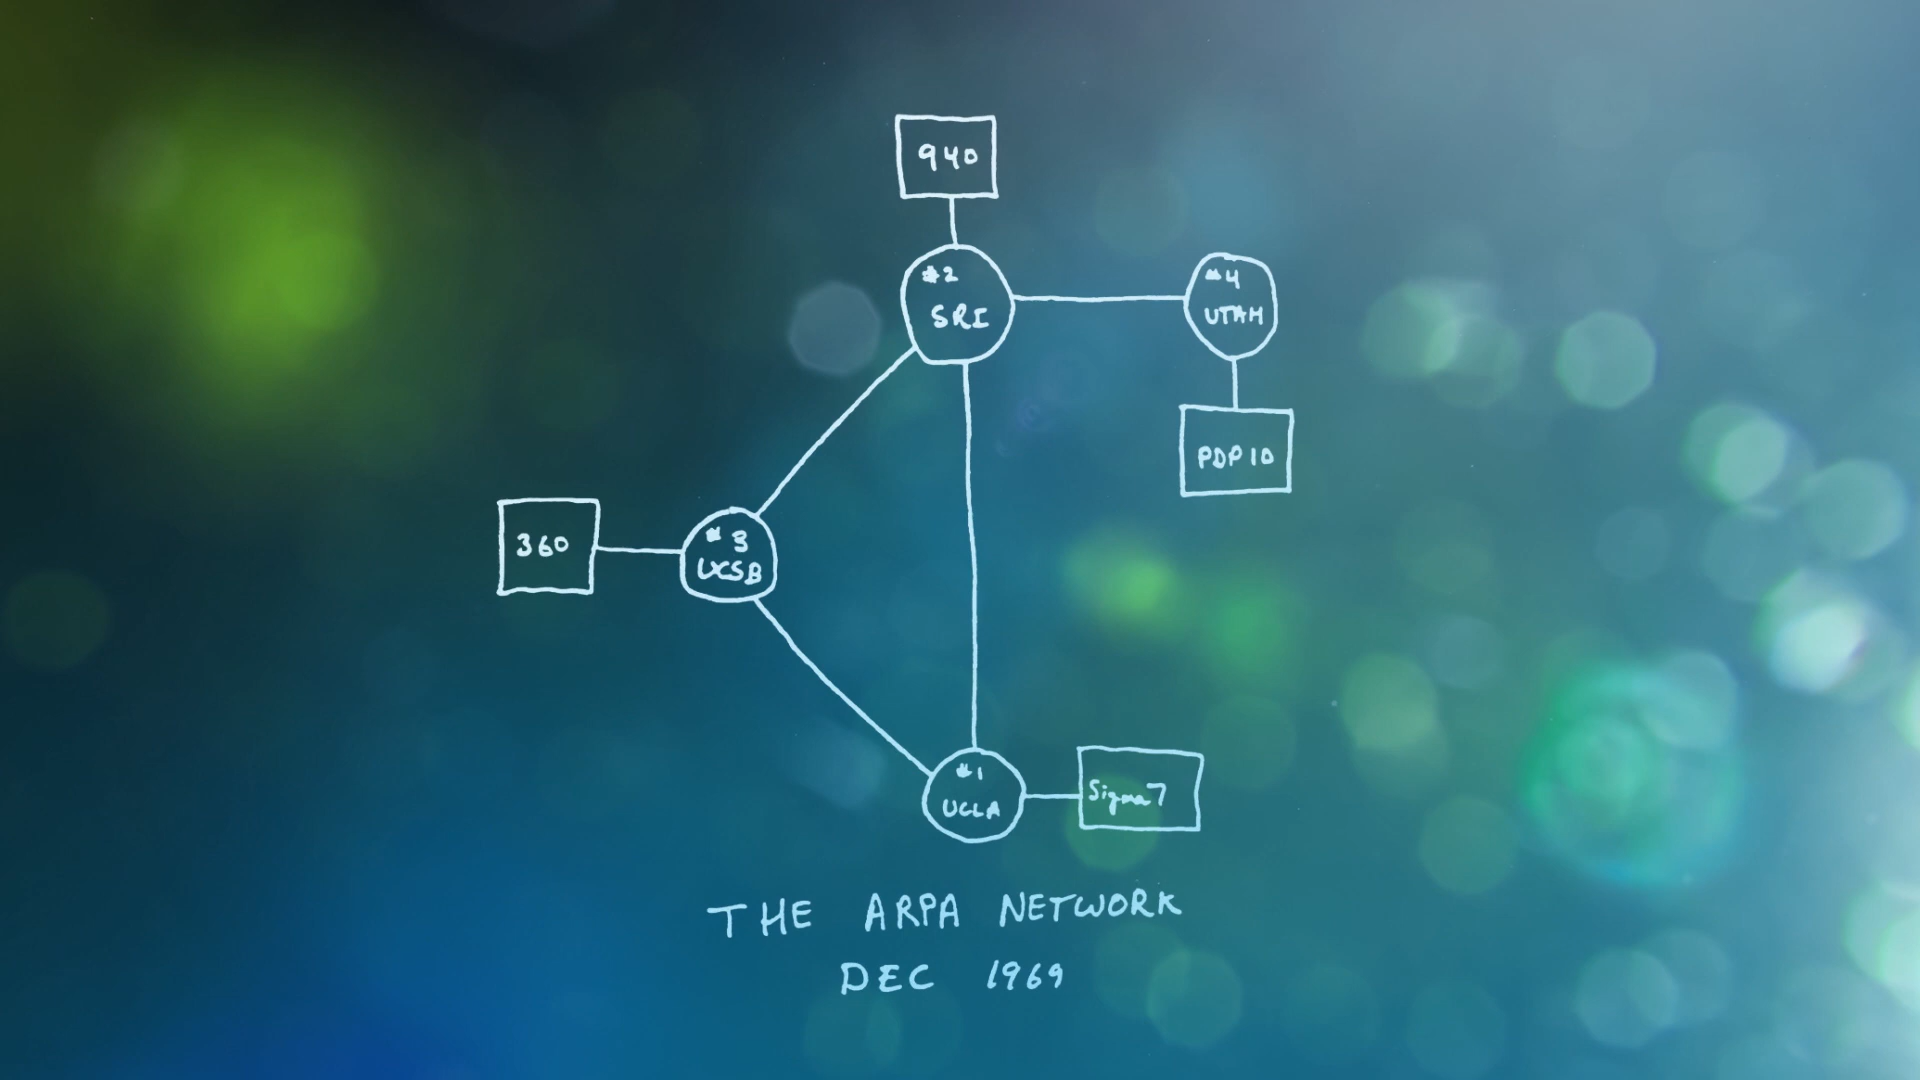 940
#2
SRI
#4
UTAH
PDP 10
360
#3
UCSB
#1
UCLA
Sigma 7
THE ARPA NETWORK
DEC 1969